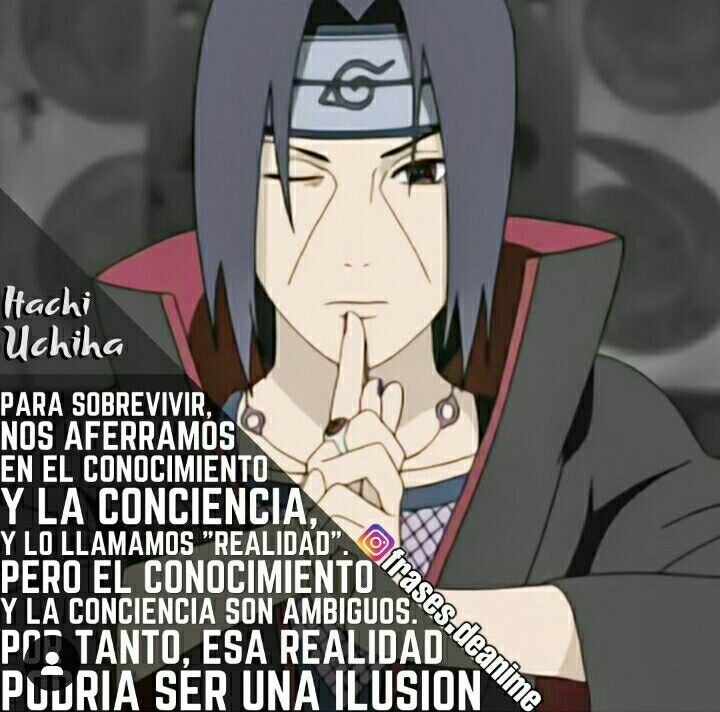 Itachi
Uchiha
PARA SOBREVIVIR,
NOS AFERRAMOS
EN EL CONOCIMIENTO
Y LA CONCIENCIA,
Y LO LLAMAMOS "REALIDAD".
PERO EL CONOCIMIENTO
Y LA CONCIENCIA SON AMBIGUOS.
POR TANTO, ESA REALIDAD
PODRIA SER UNA ILUSION
frases.deanime